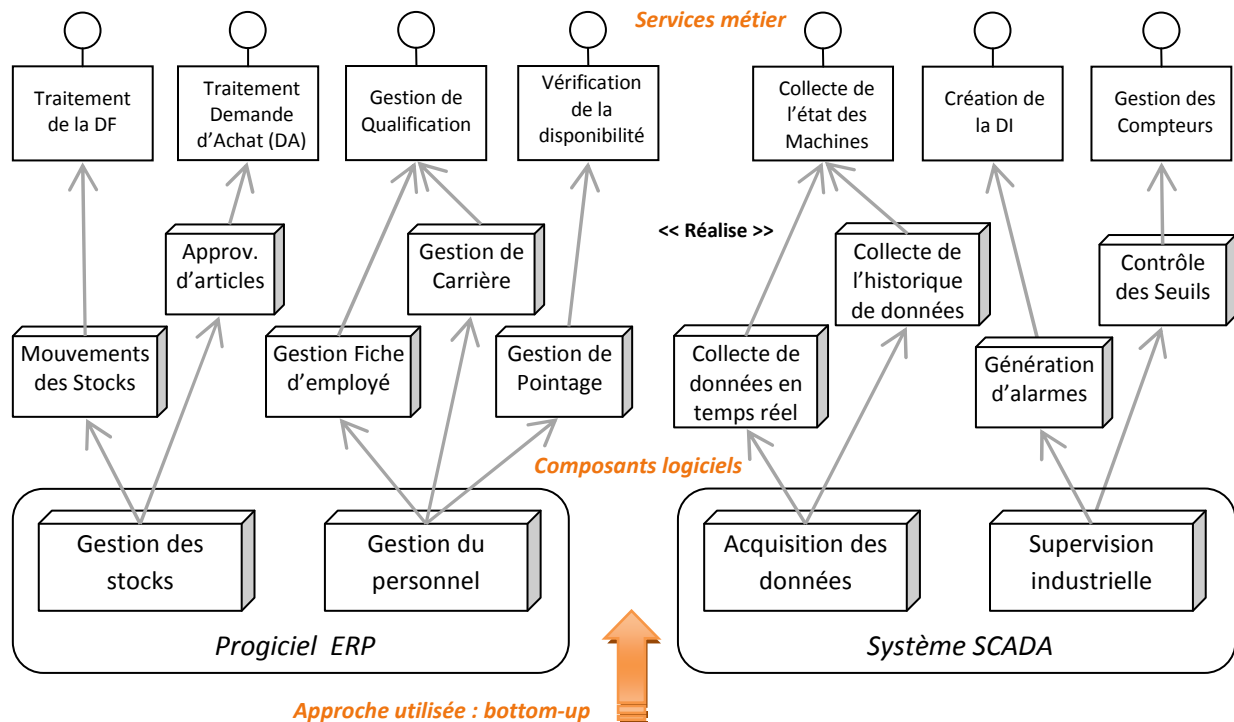 Services métier
Traitement
de la DF
Traitement
Demande
d’Achat (DA)
Gestion de
Qualification
Vérification
de la
disponibilité
Collecte de
l’état des
Machines
Création de
la DI
Gestion des
Compteurs
<< Réalise >>
Approv.
d’articles
Gestion de
Carrière
Collecte de
l’historique
de données
Contrôle
des Seuils
Mouvements
des Stocks
Gestion Fiche
d’employé
Gestion de
Pointage
Collecte de
données en
temps réel
Génération
d’alarmes
Composants logiciels
Gestion des
stocks
Gestion du
personnel
Acquisition des
données
Supervision
industrielle
Progiciel ERP
Système SCADA
Approche utilisée : bottom-up